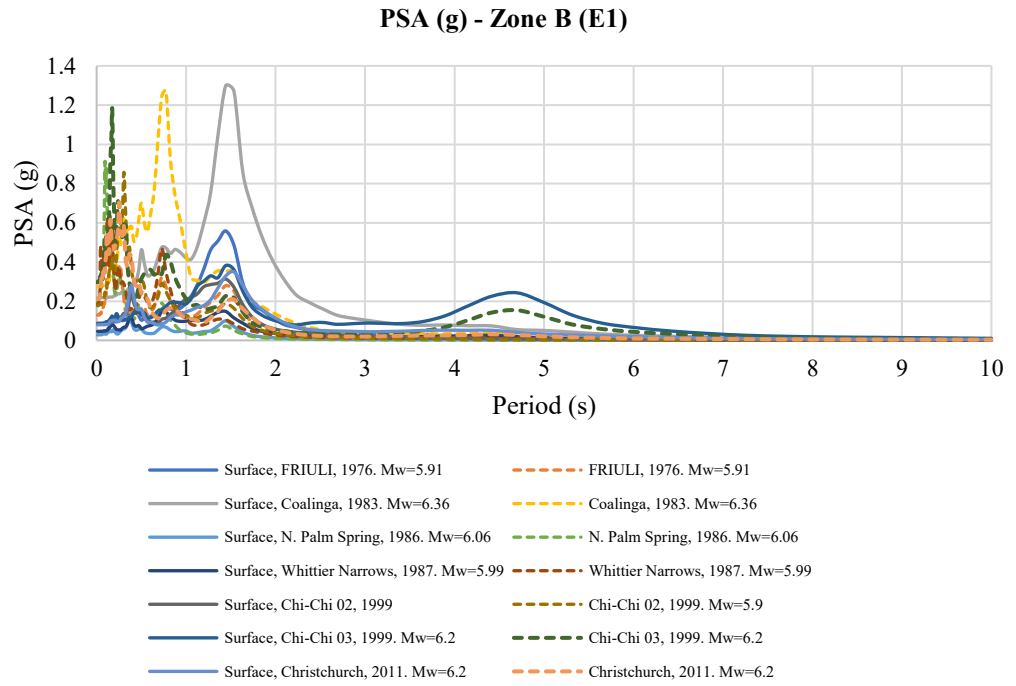 PSA (g) - Zone B (E1)
1.4
1.2
1
0.8
0.6
0.4
0.2
0
PSA (g)
0 1 2 3 4 5 6 7 8 9 10
Period (s)
Surface, FRIULI, 1976. Mw=5.91 FRIULI, 1976. Mw=5.91
Surface, Coalinga, 1983. Mw=6.36 Coalinga, 1983. Mw=6.36
Surface, N. Palm Spring, 1986. Mw=6.06 N. Palm Spring, 1986. Mw=6.06
Surface, Whittier Narrows, 1987. Mw=5.99 Whittier Narrows, 1987. Mw=5.99
Surface, Chi-Chi 02, 1999 Chi-Chi 02, 1999. Mw=5.9
Surface, Chi-Chi 03, 1999. Mw=6.2 Chi-Chi 03, 1999. Mw=6.2
Surface, Christchurch, 2011. Mw=6.2 Christchurch, 2011. Mw=6.2